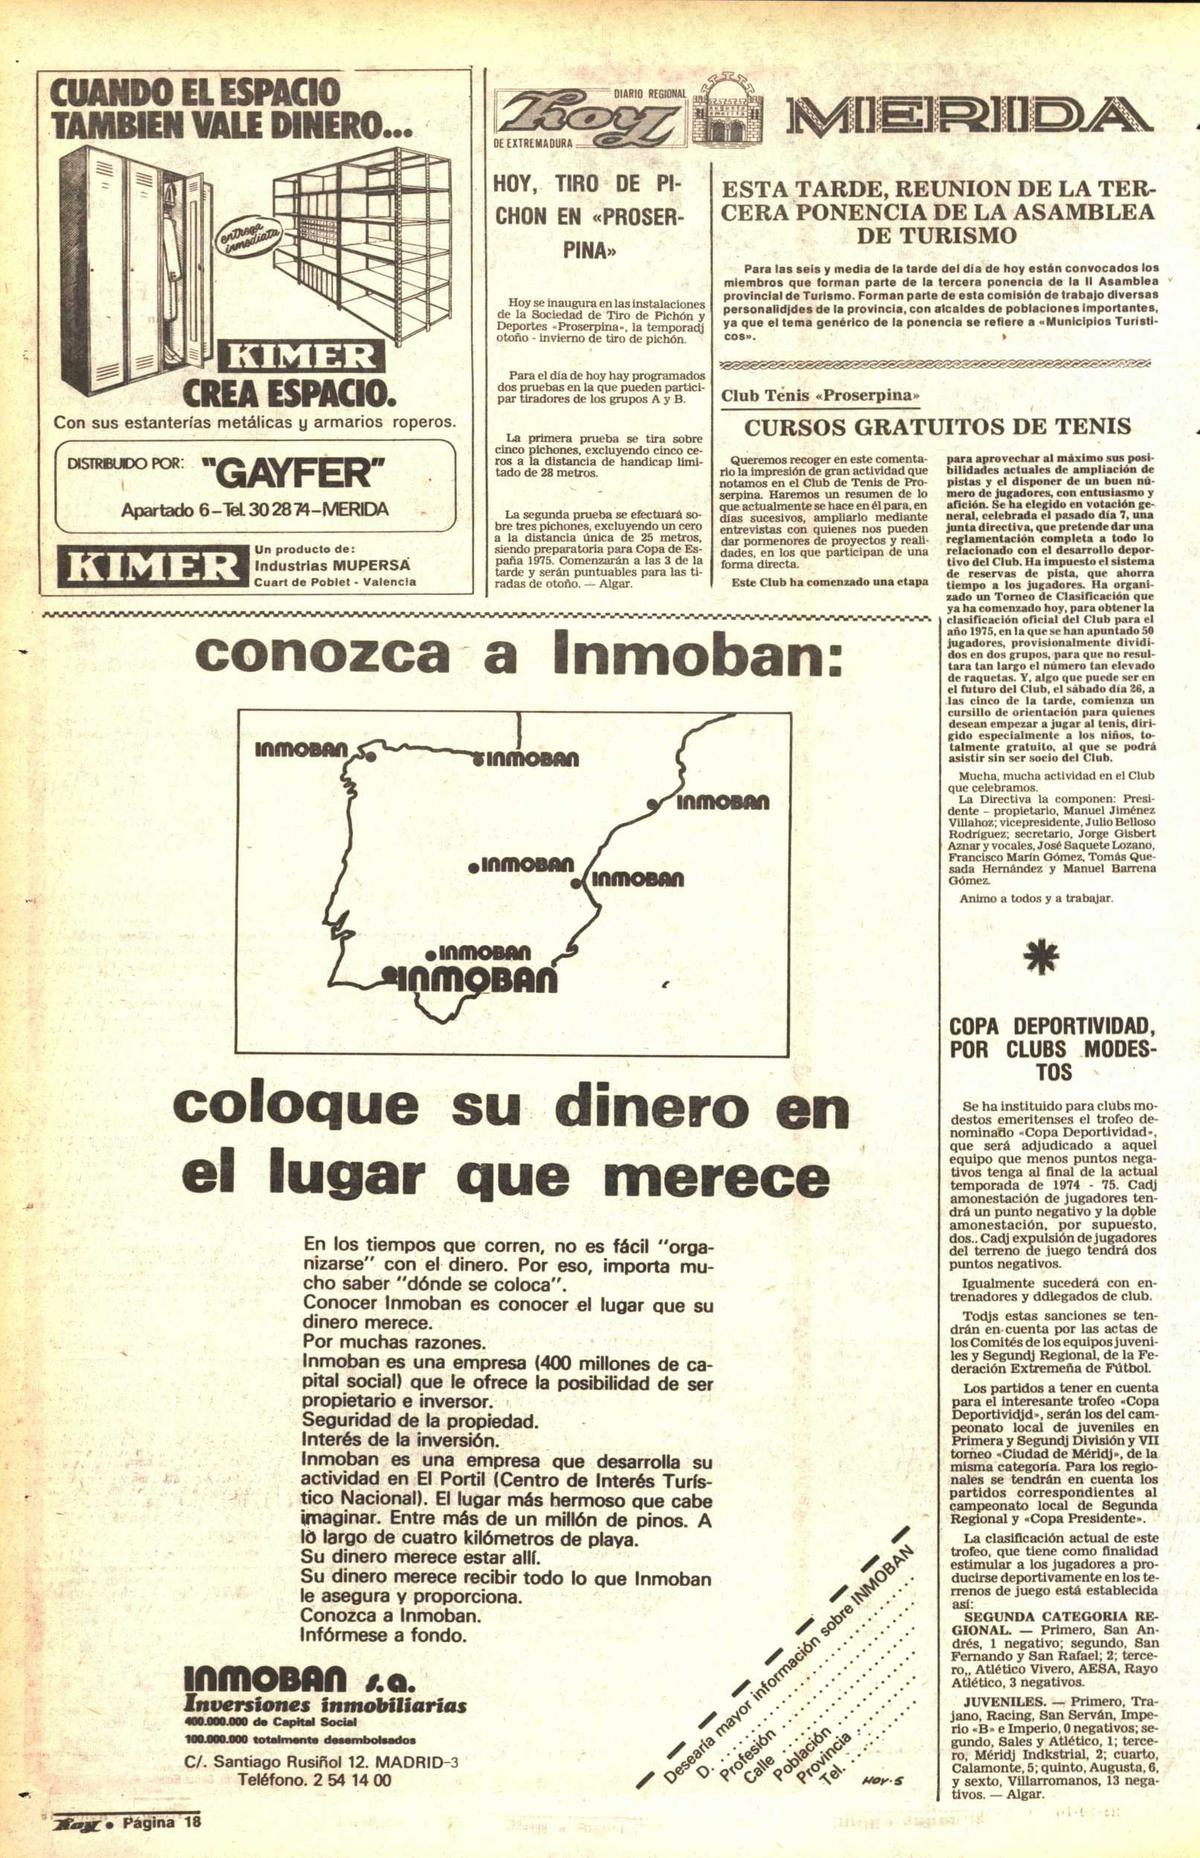 CUANDO EL ESPACIO
TAMBIEN VALE DINERO...
entrega
inmediata
KIMER
CREA ESPACIO.
Con sus estanterías metálicas y armarios roperos.
DISTRIBUIDO POR: "GAYFER"
Apartado 6-Tel. 30 28 74-MERIDA
KIMER
Un producto de:
Industrias MUPERSA
Cuart de Poblet - Valencia
DIARIO REGIONAL
hoy
DE EXTREMADURA
MERIDA
HOY, TIRO DE PI-
CHON EN «PROSER-
PINA»
Hoy se inaugura en las instalaciones
de la Sociedad de Tiro de Pichón y
Deportes «Proserpina», la temporadj
otoño - invierno de tiro de pichón.
Para el día de hoy hay programados
dos pruebas en la que pueden partici-
par tiradores de los grupos A y B.
La primera prueba se tira sobre
cinco pichones, excluyendo cinco ce-
ros a la distancia de handicap limi-
tado de 28 metros.
La segunda prueba se efectuará so-
bre tres pichones, excluyendo un cero
a la distancia única de 25 metros,
siendo preparatoria para Copa de Es-
paña 1975. Comenzarán a las 3 de la
tarde y serán puntuables para las ti-
radas de otoño. — Algar.
ESTA TARDE, REUNION DE LA TER-
CERA PONENCIA DE LA ASAMBLEA
DE TURISMO
Para las seis y media de la tarde del día de hoy están convocados los
miembros que forman parte de la tercera ponencia de la II Asamblea
provincial de Turismo. Forman parte de esta comisión de trabajo diversas
personalidjdes de la provincia, con alcaldes de poblaciones importantes,
ya que el tema genérico de la ponencia se refiere a «Municipios Turísti-
cos».
Club Tenis «Proserpina»
CURSOS GRATUITOS DE TENIS
Queremos recoger en este comenta-
rio la impresión de gran actividad que
notamos en el Club de Tenis de Pro-
serpina. Haremos un resumen de lo
que actualmente se hace en él para, en
días sucesivos, ampliarlo mediante
entrevistas con quienes nos pueden
dar pormenores de proyectos y reali-
dades, en los que participan de una
forma directa.
Este Club ha comenzado una etapa
para aprovechar al máximo sus posi-
bilidades actuales de ampliación de
pistas y el disponer de un buen nú-
mero de jugadores, con entusiasmo y
afición. Se ha elegido en votación ge-
neral, celebrada el pasado día 7, una
junta directiva, que pretende dar una
reglamentación completa a todo lo
relacionado con el desarrollo depor-
tivo del Club. Ha impuesto el sistema
de reservas de pista, que ahorra
tiempo a los jugadores. Ha organi-
zado un Torneo de Clasificación que
ya ha comenzado hoy, para obtener la
clasificación oficial del Club para el
año 1975, en la que se han apuntado 50
jugadores, provisionalmente dividi-
dos en dos grupos, para que no resul-
tara tan largo el número tan elevado
de raquetas. Y, algo que puede ser en
el futuro del Club, el sábado día 26, a
las cinco de la tarde, comienza un
cursillo de orientación para quienes
desean empezar a jugar al tenis, diri-
gido especialmente a los niños, to-
talmente gratuito, al que se podrá
asistir sin ser socio del Club.
Mucha, mucha actividad en el Club
que celebramos.
La Directiva la componen: Presi-
dente - propietario, Manuel Jiménez
Villahoz; vicepresidente, Julio Belloso
Rodríguez; secretario, Jorge Gisbert
Aznar y vocales, José Saquete Lozano,
Francisco Marín Gómez, Tomás Que-
sada Hernández y Manuel Barrena
Gómez.
Animo a todos y a trabajar.
COPA DEPORTIVIDAD,
POR CLUBS MODES-
TOS
Se ha instituido para clubs mo-
destos emeritenses el trofeo de-
nominado «Copa Deportividad»,
que será adjudicado a aquel
equipo que menos puntos nega-
tivos tenga al final de la actual
temporada de 1974 - 75. Cadj
amonestación de jugadores ten-
drá un punto negativo y la doble
amonestación, por supuesto,
dos.. Cadj expulsión de jugadores
del terreno de juego tendrá dos
puntos negativos.
Igualmente sucederá con en-
trenadores y ddlegados de club.
Todjs estas sanciones se ten-
drán en cuenta por las actas de
los Comités de los equipos juveni-
les y Segundj Regional, de la Fe-
deración Extremeña de Fútbol.
Los partidos a tener en cuenta
para el interesante trofeo «Copa
Deportividjd», serán los del cam-
peonato local de juveniles en
Primera y Segundj División y VII
torneo «Ciudad de Méridj», de la
misma categoría. Para los regio-
nales se tendrán en cuenta los
partidos correspondientes al
campeonato local de Segunda
Regional y «Copa Presidente».
La clasificación actual de este
trofeo, que tiene como finalidad
estimular a los jugadores a pro-
ducirse deportivamente en los te-
rrenos de juego está establecida
así:
SEGUNDA CATEGORIA RE-
GIONAL. — Primero, San An-
drés, 1 negativo; segundo, San
Fernando y San Rafael; 2; terce-
ro,, Atlético Vivero, AESA, Rayo
Atlético, 3 negativos.
JUVENILES. — Primero, Tra-
jano, Racing, San Serván, Impe-
rio «B» e Imperio, 0 negativos; se-
gundo, Sales y Atlético, 1; terce-
ro, Méridj Indkstrial, 2; cuarto,
Calamonte, 5; quinto, Augusta, 6,
y sexto, Villarromanos, 13 nega-
tivos. — Algar.
conozca a Inmoban:
INMOBAN
INMOBAN
INMOBAN
INMOBAN
INMOBAN
INMOBAN
INMOBAN
coloque su dinero en
el lugar que merece
En los tiempos que corren, no es fácil "orga-
nizarse" con el dinero. Por eso, importa mu-
cho saber "dónde se coloca".
Conocer Inmoban es conocer el lugar que su
dinero merece.
Por muchas razones.
Inmoban es una empresa (400 millones de ca-
pital social) que le ofrece la posibilidad de ser
propietario e inversor.
Seguridad de la propiedad.
Interés de la inversión.
Inmoban es una empresa que desarrolla su
actividad en El Portil (Centro de Interés Turís-
tico Nacional). El lugar más hermoso que cabe
imaginar. Entre más de un millón de pinos. A
lo largo de cuatro kilómetros de playa.
Su dinero merece estar allí.
Su dinero merece recibir todo lo que Inmoban
le asegura y proporciona.
Conozca a Inmoban.
Infórmese a fondo.
INMOBAN s.a.
Inversiones inmobiliarias
400.000.000 de Capital Social
100.000.000 totalmente desembolsados
C/. Santiago Rusiñol 12. MADRID-3
Teléfono. 2 54 14 00
Desearía mayor información sobre INMOBAN
D.
Profesión
Calle
Población
Provincia
Tel.
HOY-5
hoy • Página 18